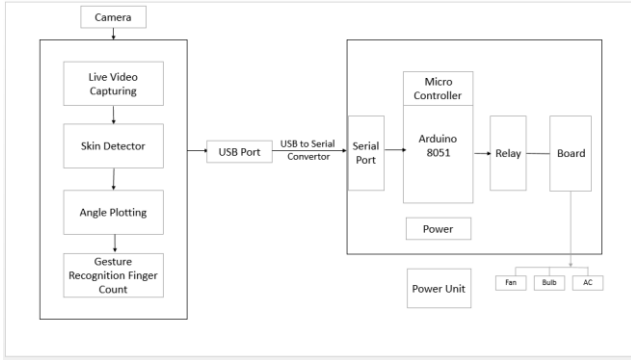 Camera
Live Video
Capturing
Skin Detector
Angle Plotting
Gesture
Recognition Finger
Count
USB Port
USB to Serial
Convertor
Serial
Port
Micro
Controller
Arduino
8051
Relay
Board
Power
Power Unit
Fan
Bulb
AC